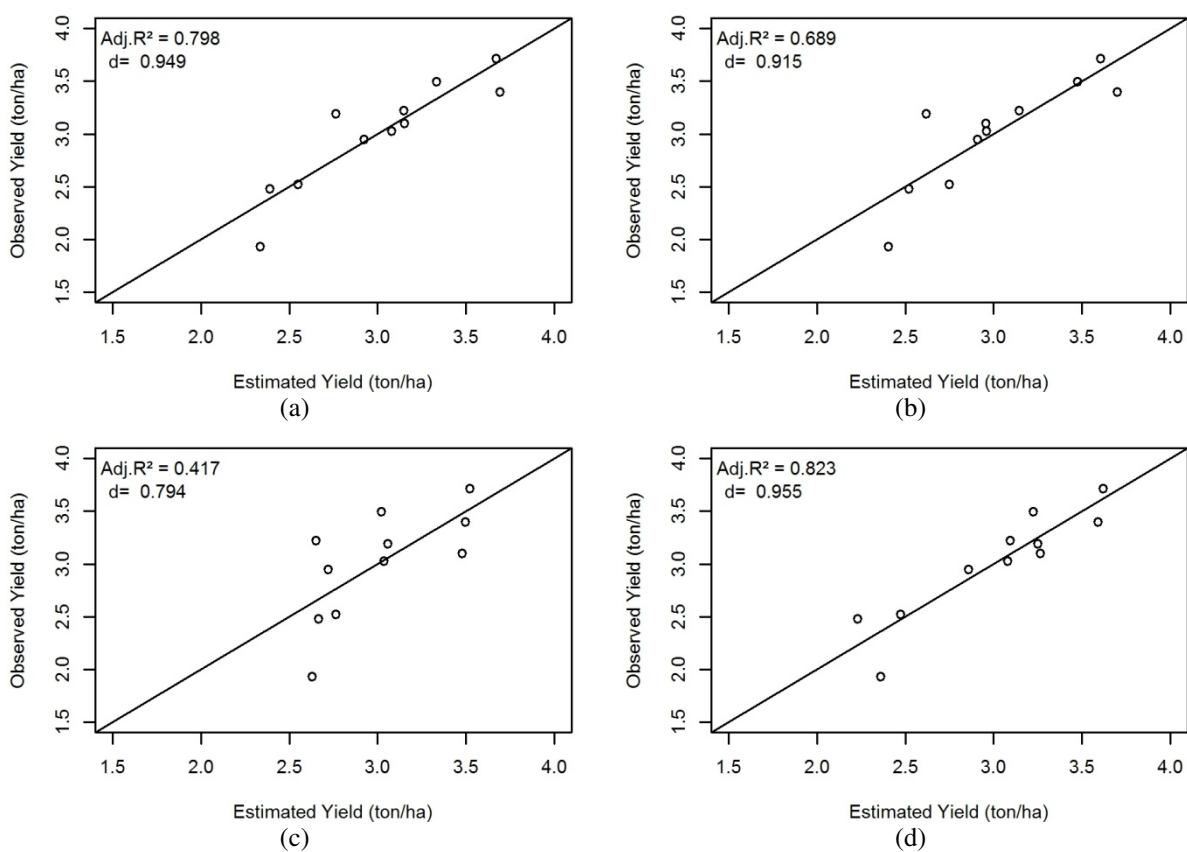 Adj.R² = 0.798
d= 0.949
4.0
3.5
3.0
2.5
2.0
1.5
Observed Yield (ton/ha)
1.5 2.0 2.5 3.0 3.5 4.0
Estimated Yield (ton/ha)
(a)
Adj.R² = 0.689
d= 0.915
4.0
3.5
3.0
2.5
2.0
1.5
Observed Yield (ton/ha)
1.5 2.0 2.5 3.0 3.5 4.0
Estimated Yield (ton/ha)
(b)
Adj.R² = 0.417
d= 0.794
4.0
3.5
3.0
2.5
2.0
1.5
Observed Yield (ton/ha)
1.5 2.0 2.5 3.0 3.5 4.0
Estimated Yield (ton/ha)
(c)
Adj.R² = 0.823
d= 0.955
4.0
3.5
3.0
2.5
2.0
1.5
Observed Yield (ton/ha)
1.5 2.0 2.5 3.0 3.5 4.0
Estimated Yield (ton/ha)
(d)